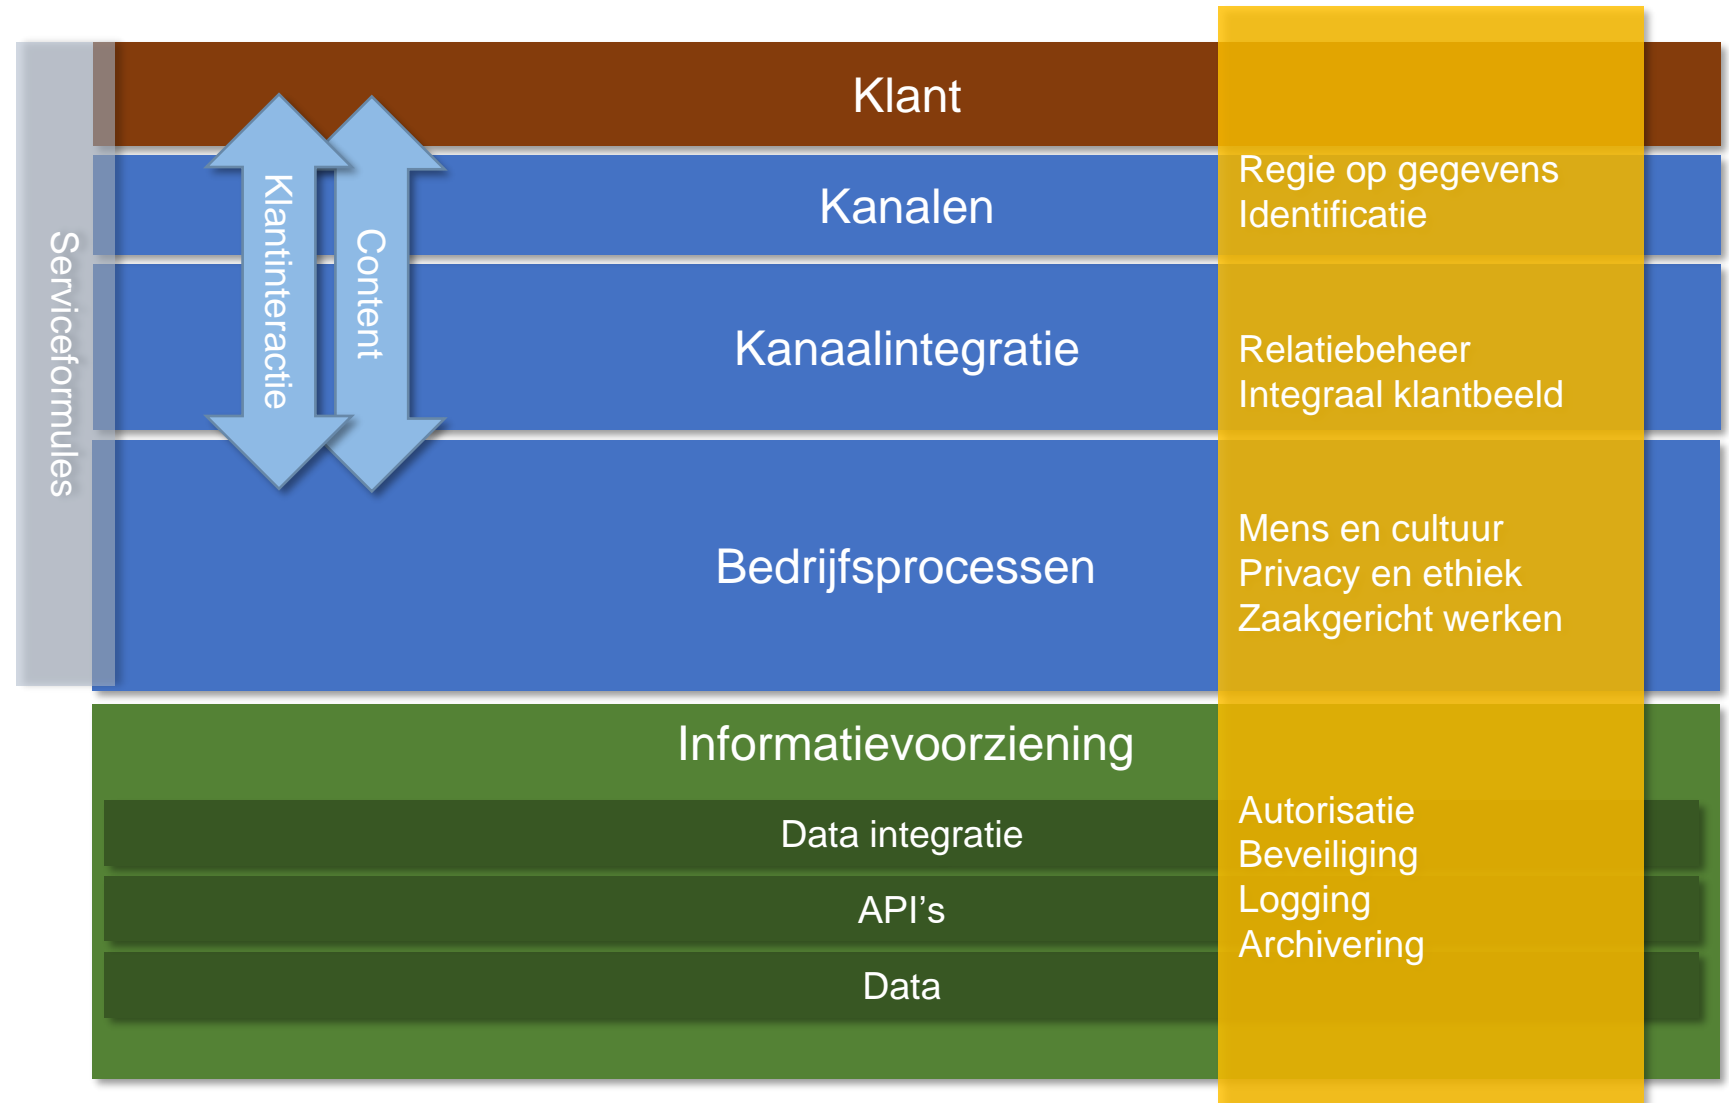 Klant
Kanalen
Kanaalintegratie
Bedrijfsprocessen
Informatievoorziening
Data integratie
API’s
Data
Serviceformules
Klantinteractie
Content
Regie op gegevens
Identificatie
Relatiebeheer
Integraal klantbeeld
Mens en cultuur
Privacy en ethiek
Zaakgericht werken
Autorisatie
Beveiliging
Logging
Archivering